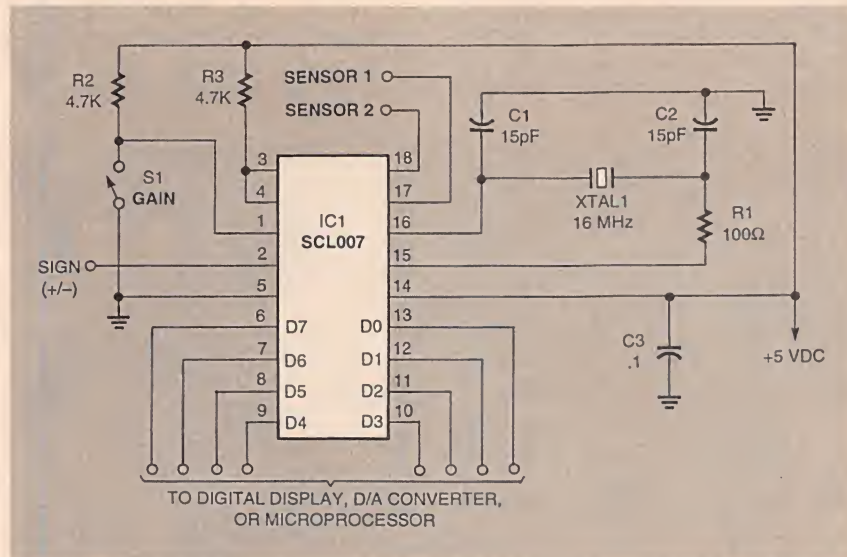 R2
4.7K
R3
4.7K
SENSOR 1
SENSOR 2
C1
15pF
C2
15pF
S1
GAIN
3
4
1
2
5
6
7
8
9
IC1
SCL007
D7
D6
D5
D4
D0
D1
D2
D3
18
17
16
15
14
13
12
11
10
XTAL1
16 MHz
R1
100Ω
SIGN
(+/–)
C3
.1
+5 VDC
TO DIGITAL DISPLAY, D/A CONVERTER,
OR MICROPROCESSOR